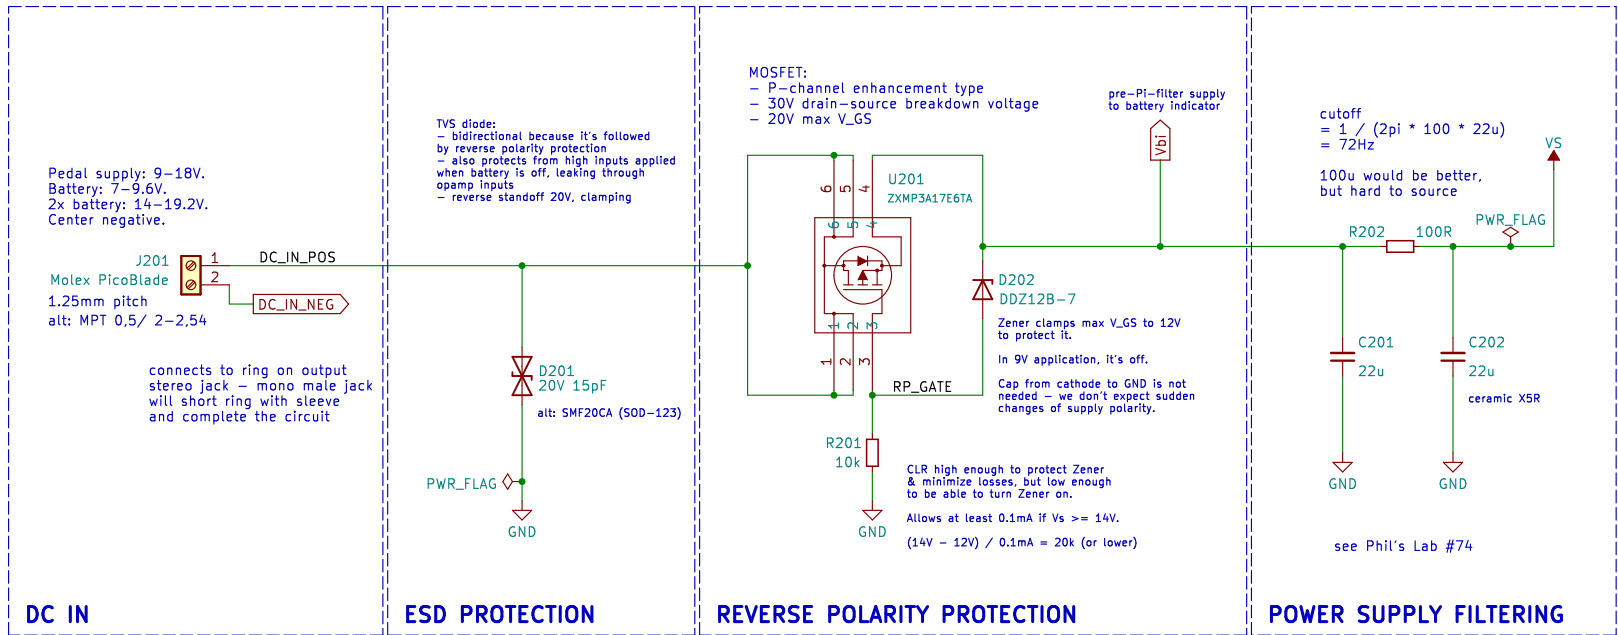 Pedal supply: 9-18V.
Battery: 7-9.6V.
2x battery: 14-19.2V.
Center negative.
J201
Molex PicoBlade
1.25mm pitch
alt: MPT 0,5/ 2-2,54
1
2
DC_IN_POS
DC_IN_NEG
connects to ring on output
stereo jack - mono male jack
will short ring with sleeve
and complete the circuit
DC IN
TVS diode:
- bidirectional because it's followed
by reverse polarity protection
- also protects from high inputs applied
when battery is off, leaking through
opamp inputs
- reverse standoff 20V, clamping
D201
20V 15pF
alt: SMF20CA (SOD-123)
PWR_FLAG
GND
ESD PROTECTION
MOSFET:
- P-channel enhancement type
- 30V drain-source breakdown voltage
- 20V max V_GS
pre-Pi-filter supply
to battery indicator
Vbi
6
5
4
U201
ZXMP3A17E6TA
6
5
4
1
2
3
1
2
3
RP_GATE
D202
DDZ12B-7
Zener clamps max V_GS to 12V
to protect it.
In 9V application, it's off.
Cap from cathode to GND is not
needed - we don't expect sudden
changes of supply polarity.
R201
10k
CLR high enough to protect Zener
& minimize losses, but low enough
to be able to turn Zener on.
Allows at least 0.1mA if Vs >= 14V.
(14V - 12V) / 0.1mA = 20k (or lower)
GND
REVERSE POLARITY PROTECTION
cutoff
= 1 / (2pi * 100 * 22u)
= 72Hz
100u would be better,
but hard to source
VS
PWR_FLAG
R202
100R
C201
22u
C202
22u
ceramic X5R
GND
GND
see Phil's Lab #74
POWER SUPPLY FILTERING